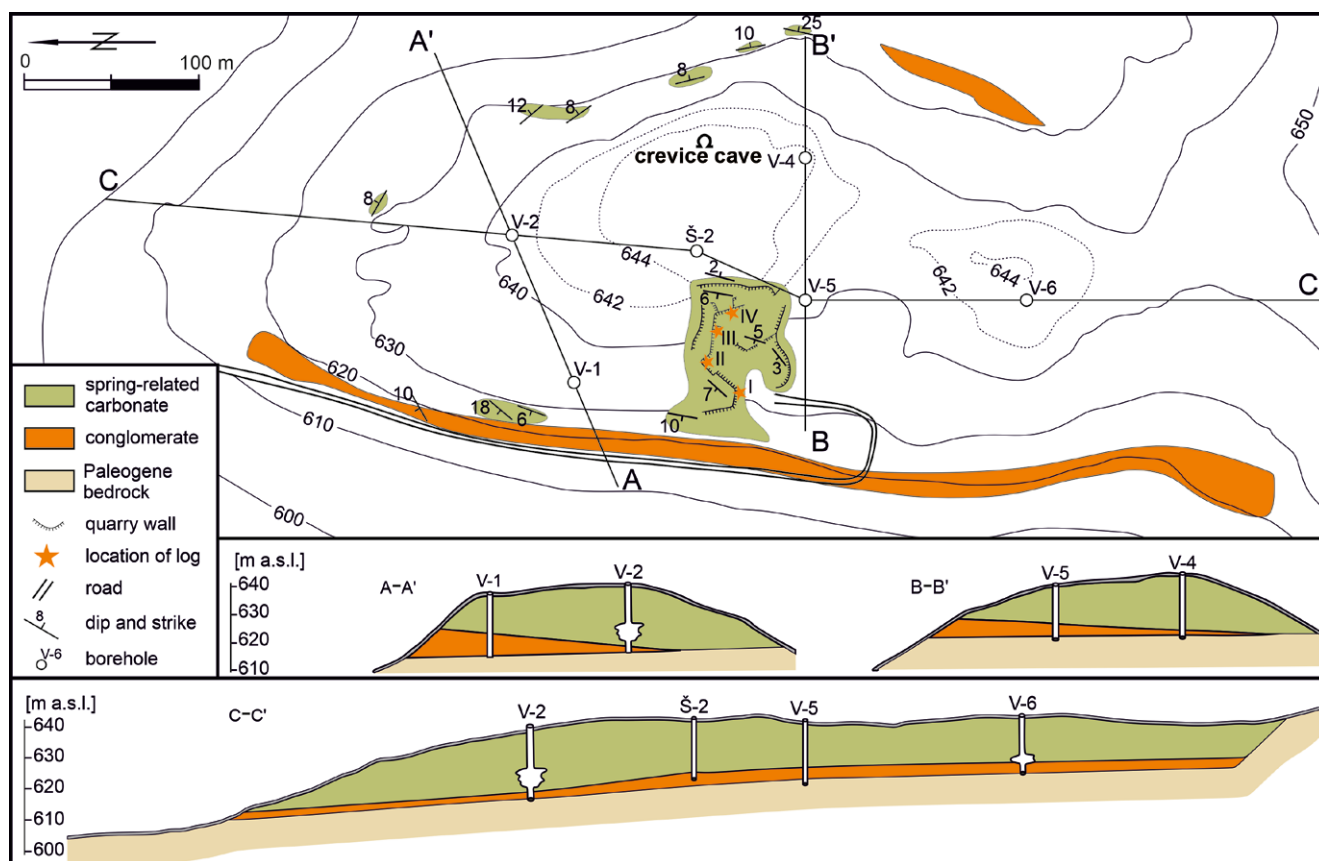 N
0
100 m
A'
10
25
B'
8
12
8
650
Ω
crevice cave
V-4
C
8
V-2
Š-2
644
642
640
2
V-5
642
644
V-6
C
6
IV
III
5
630
II
3
620
V-1
I
7
10
18
6
10
610
B
A
600
spring-related
carbonate
conglomerate
Paleogene
bedrock
quarry wall
location of log
road
8
dip and strike
V-6
borehole
[m a.s.l.]
640
630
620
610
A–A'
V-1
V-2
B–B'
V-5
V-4
[m a.s.l.]
640
630
620
610
600
C–C'
V-2
Š-2
V-5
V-6